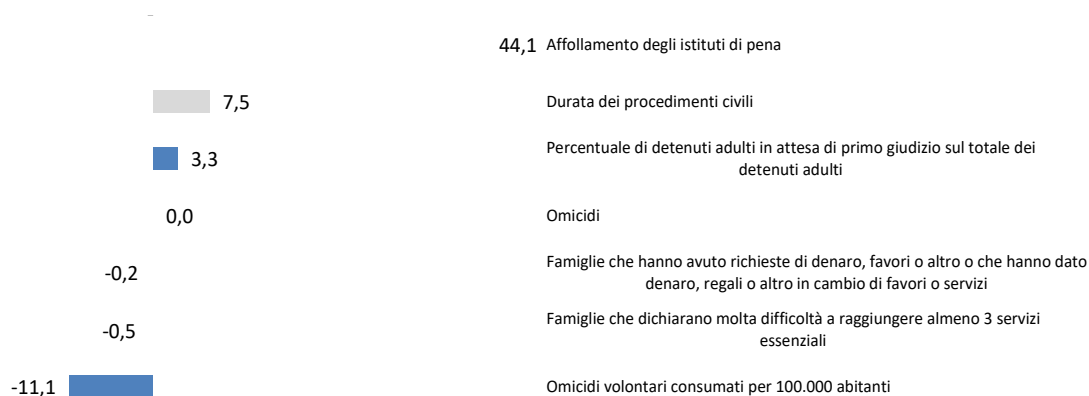 44,1 Affollamento degli istituti di pena
7,5 Durata dei procedimenti civili
3,3 Percentuale di detenuti adulti in attesa di primo giudizio sul totale dei
detenuti adulti
0,0 Omicidi
-0,2 Famiglie che hanno avuto richieste di denaro, favori o altro o che hanno dato
denaro, regali o altro in cambio di favori o servizi
-0,5 Famiglie che dichiarano molta difficoltà a raggiungere almeno 3 servizi
essenziali
-11,1 Omicidi volontari consumati per 100.000 abitanti